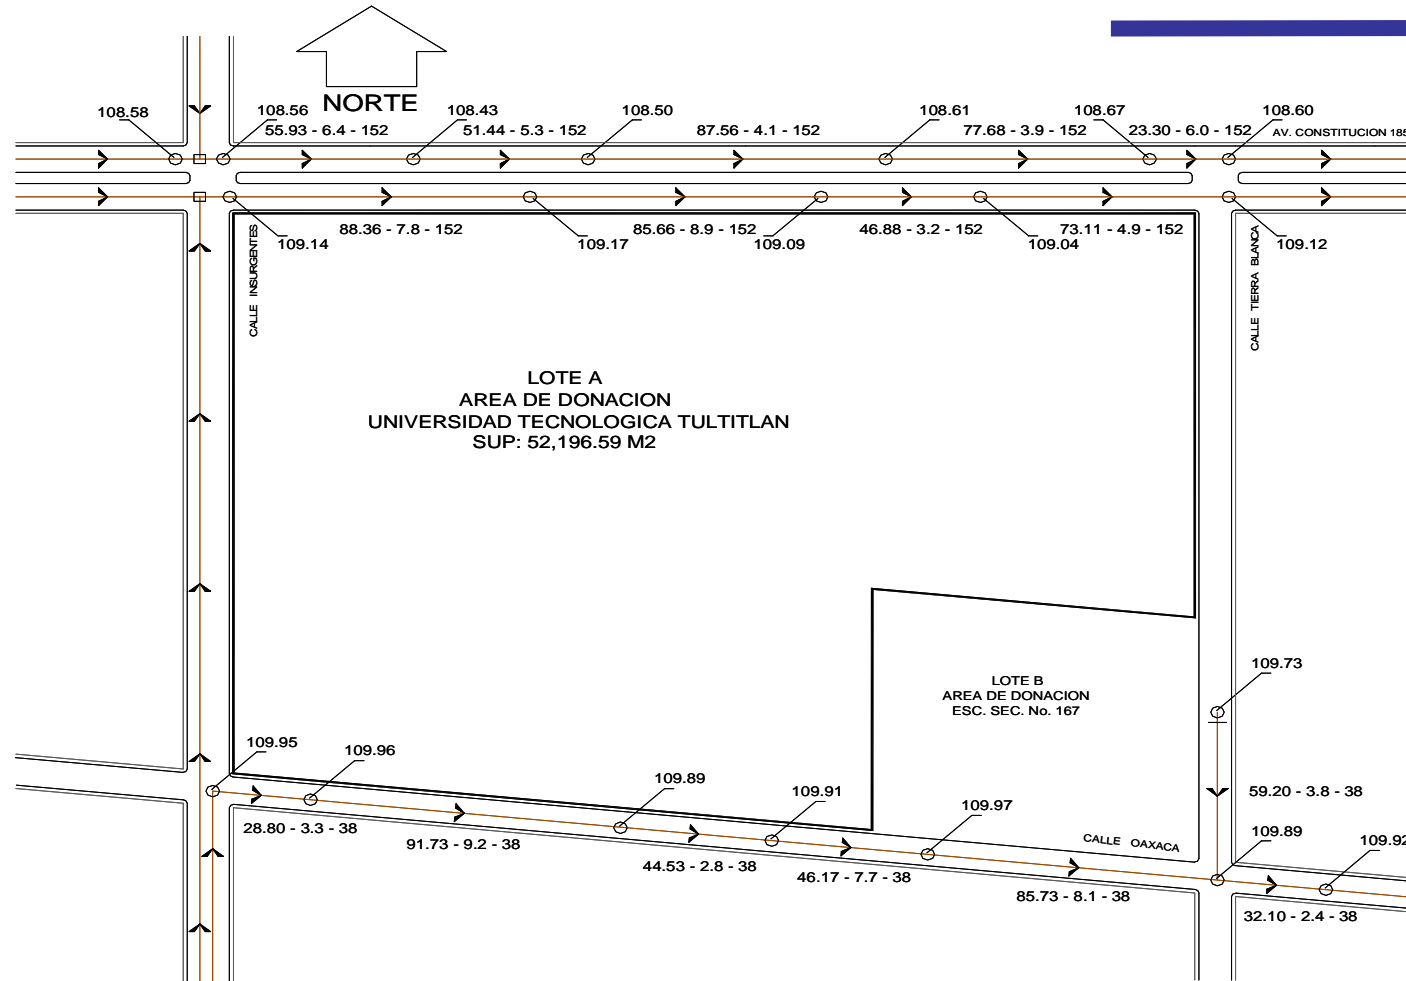 NORTE
108.58
108.56
108.43
108.50
108.61
108.67
108.60
55.93 - 6.4 - 152
51.44 - 5.3 - 152
87.56 - 4.1 - 152
77.68 - 3.9 - 152
23.30 - 6.0 - 152
AV. CONSTITUCION 185
88.36 - 7.8 - 152
85.66 - 8.9 - 152
46.88 - 3.2 - 152
73.11 - 4.9 - 152
109.14
109.17
109.09
109.04
109.12
CALLE INSURGENTES
CALLE TIERRA BLANCA
LOTE A
AREA DE DONACION
UNIVERSIDAD TECNOLOGICA TULTITLAN
SUP: 52,196.59 M2
LOTE B
AREA DE DONACION
ESC. SEC. No. 167
109.73
109.95
109.96
109.89
109.91
109.97
59.20 - 3.8 - 38
109.89
109.92
CALLE OAXACA
28.80 - 3.3 - 38
91.73 - 9.2 - 38
44.53 - 2.8 - 38
46.17 - 7.7 - 38
85.73 - 8.1 - 38
32.10 - 2.4 - 38